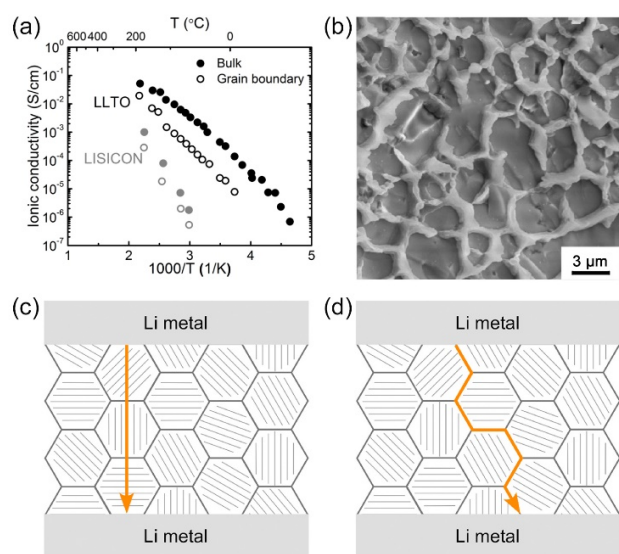 (a)
T (°C)
600 400 200 0
Ionic conductivity (S/cm)
10⁰
10⁻¹
10⁻²
10⁻³
10⁻⁴
10⁻⁵
10⁻⁶
10⁻⁷
Bulk
Grain boundary
LLTO
LISICON
1 2 3 4 5
1000/T (1/K)
(b)
3 µm
(c)
Li metal
Li metal
(d)
Li metal
Li metal